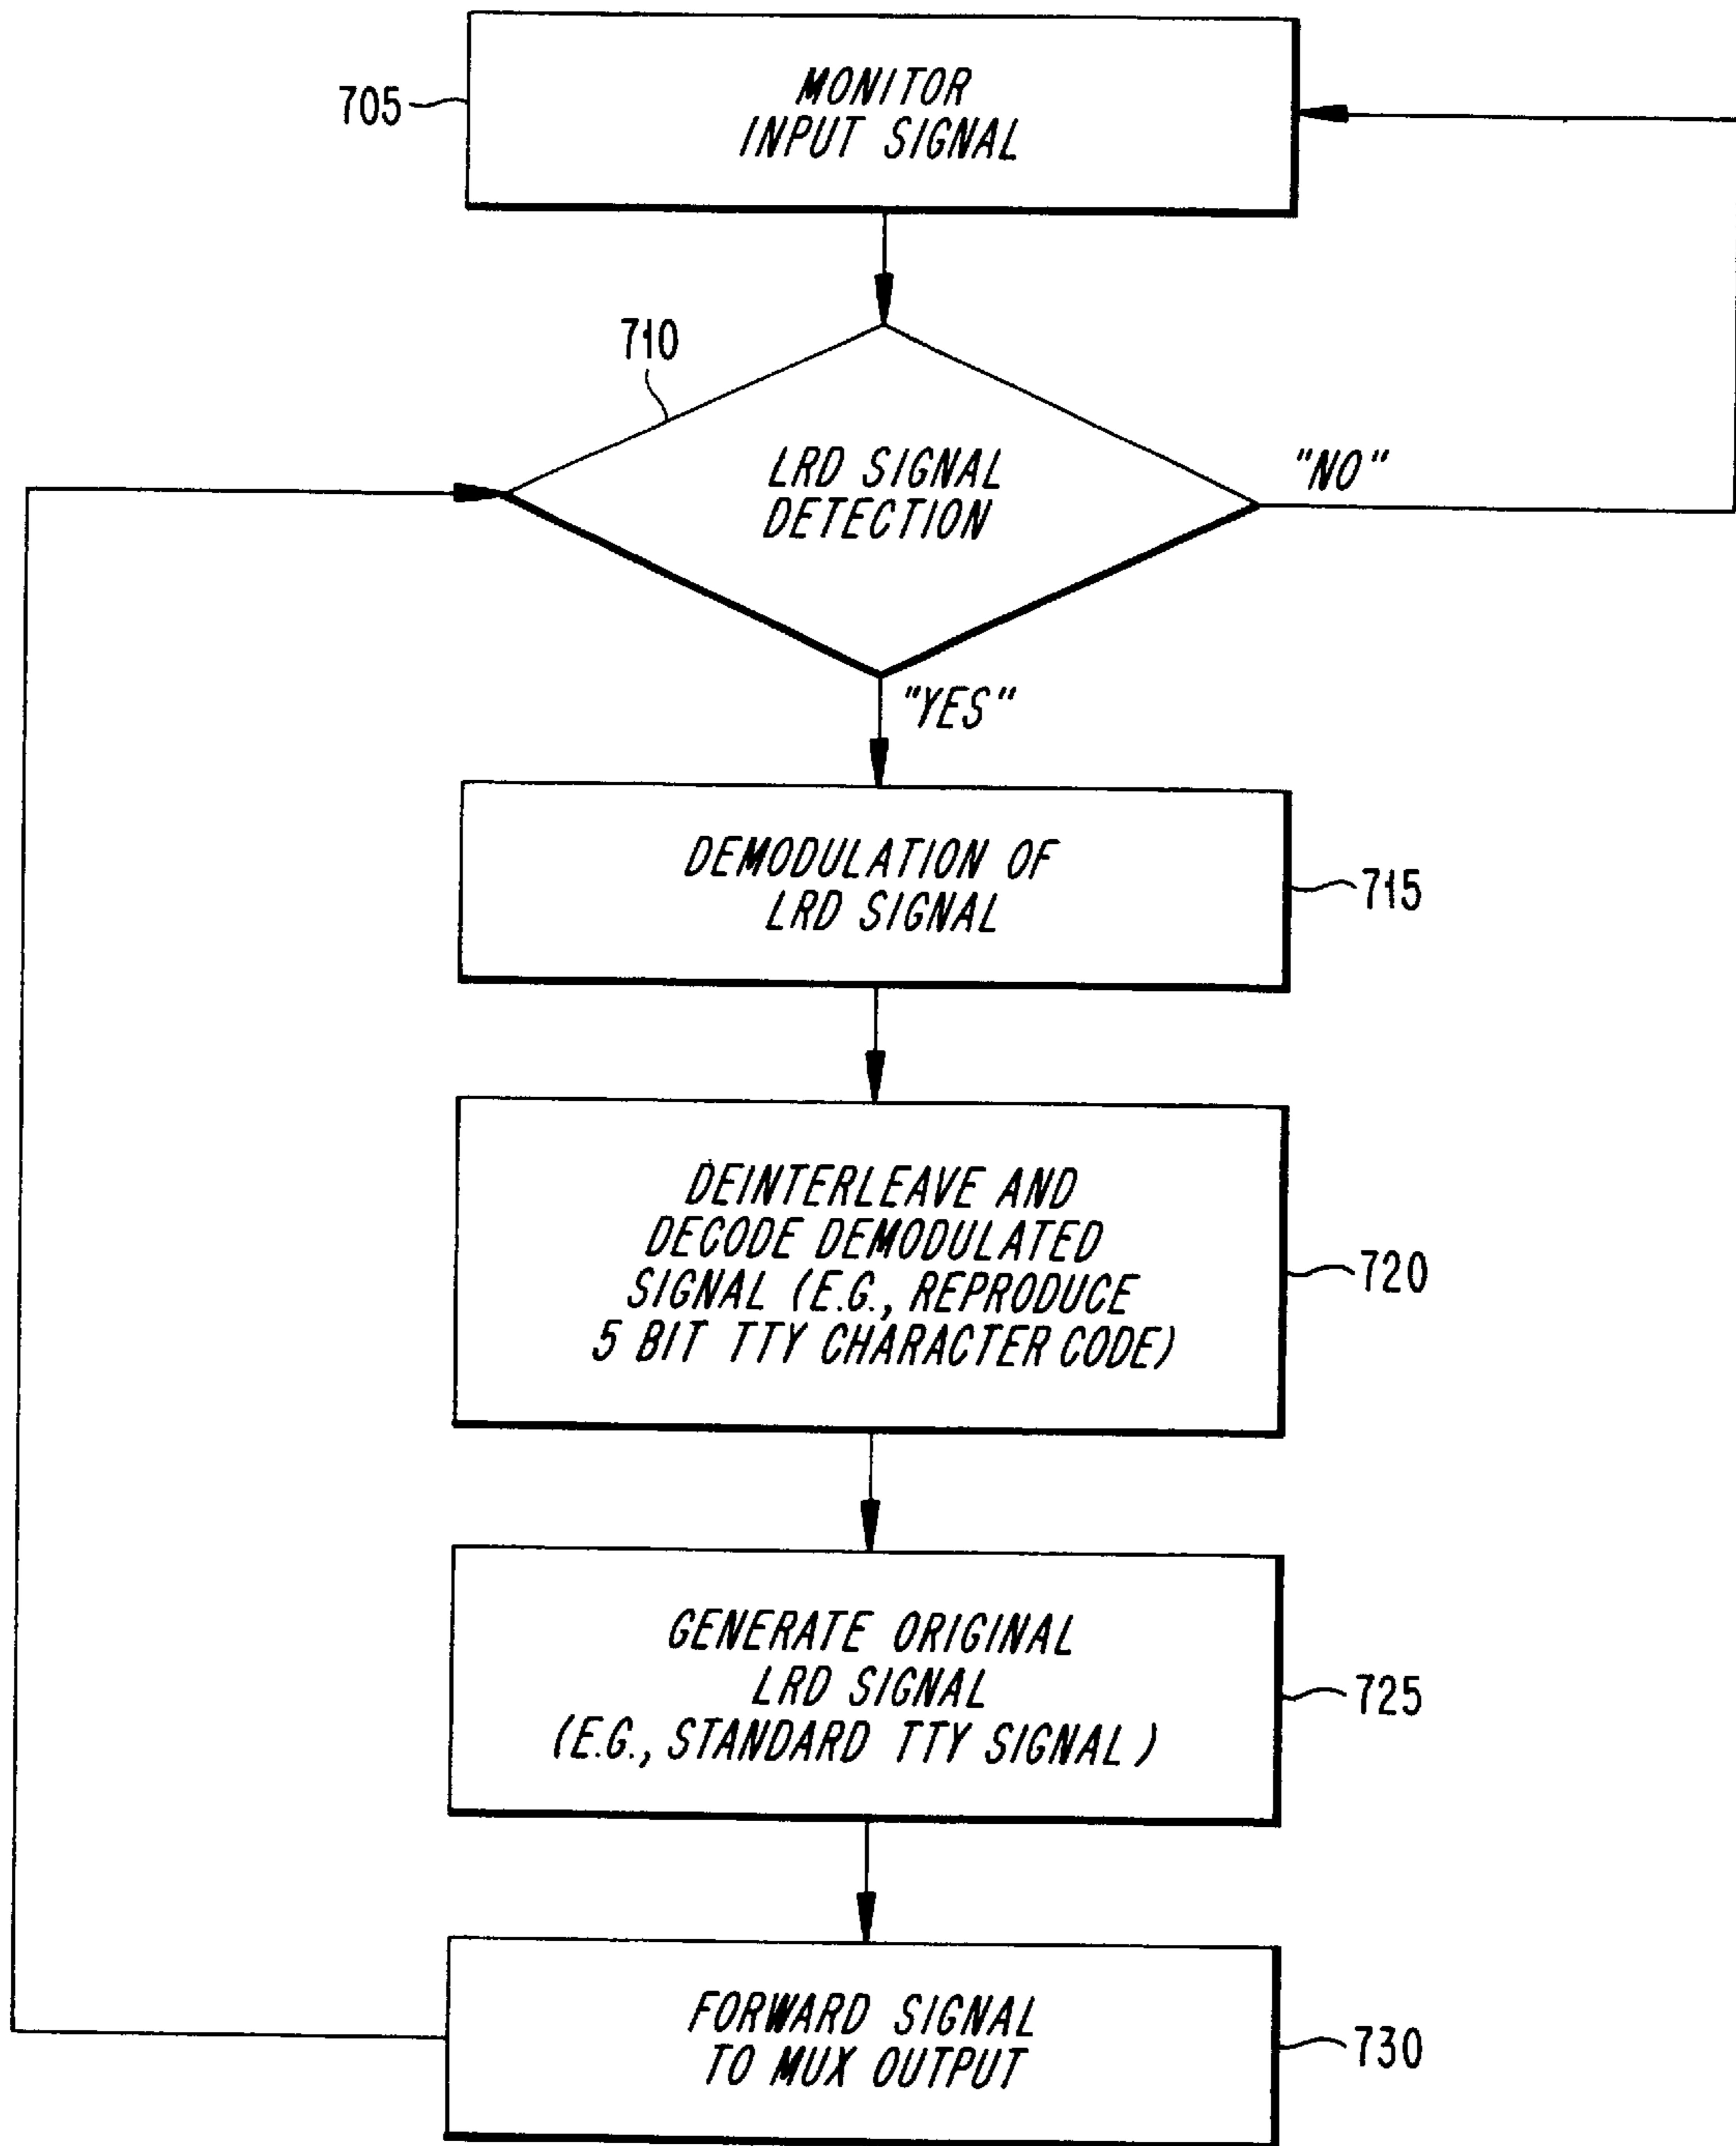 705
MONITOR
INPUT SIGNAL
710
LRD SIGNAL
DETECTION
"NO"
"YES"
DEMODULATION OF
LRD SIGNAL
715
DEINTERLEAVE AND
DECODE DEMODULATED
SIGNAL (E.G., REPRODUCE
5 BIT TTY CHARACTER CODE)
720
GENERATE ORIGINAL
LRD SIGNAL
(E.G., STANDARD TTY SIGNAL)
725
FORWARD SIGNAL
TO MUX OUTPUT
730